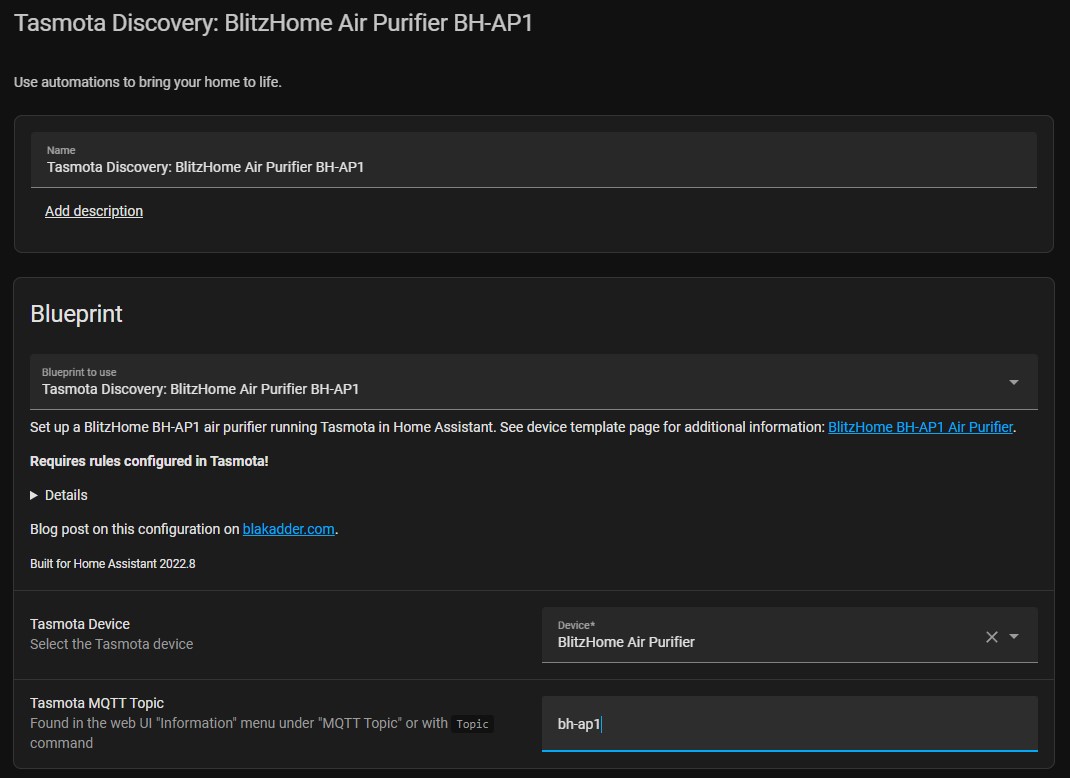 Tasmota Discovery: BlitzHome Air Purifier BH-AP1
Use automations to bring your home to life.
Name
Tasmota Discovery: BlitzHome Air Purifier BH-AP1
Add description
Blueprint
Blueprint to use
Tasmota Discovery: BlitzHome Air Purifier BH-AP1
Set up a BlitzHome BH-AP1 air purifier running Tasmota in Home Assistant. See device template page for additional information: BlitzHome BH-AP1 Air Purifier.
Requires rules configured in Tasmota!
Details
Blog post on this configuration on blakadder.com.
Built for Home Assistant 2022.8
Tasmota Device
Select the Tasmota device
Device*
BlitzHome Air Purifier
Tasmota MQTT Topic
Found in the web UI "Information" menu under "MQTT Topic" or with Topic
command
bh-ap1